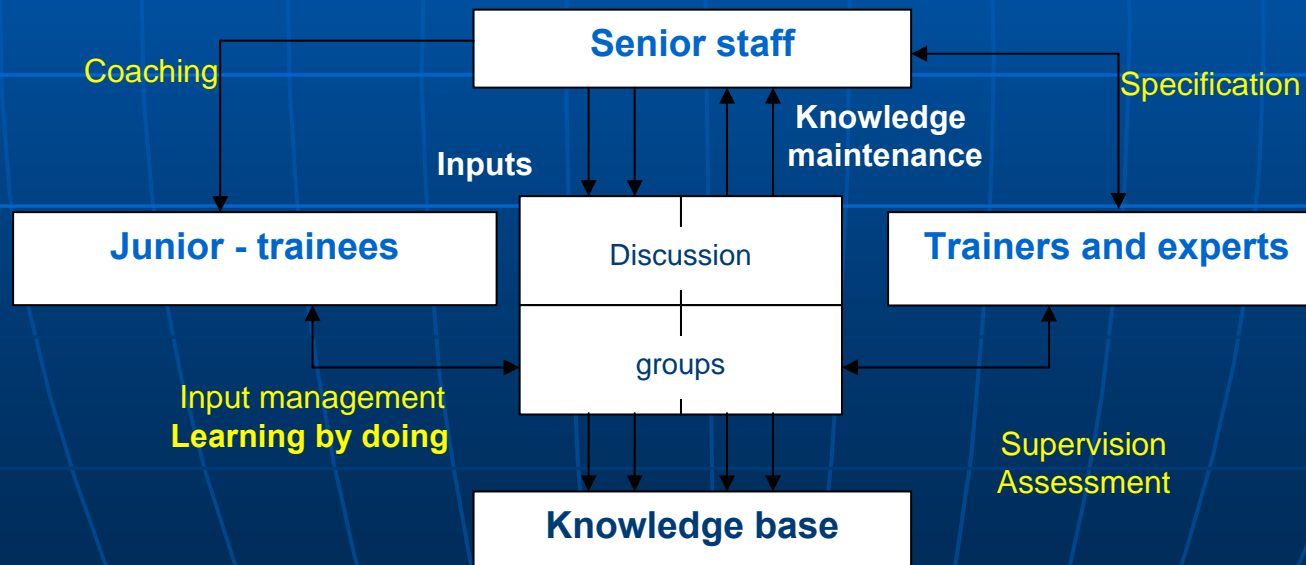 Senior staff
Coaching
Specification
Knowledge
maintenance
Inputs
Junior - trainees
Discussion
Trainers and experts
groups
Input management
Learning by doing
Supervision
Assessment
Knowledge base